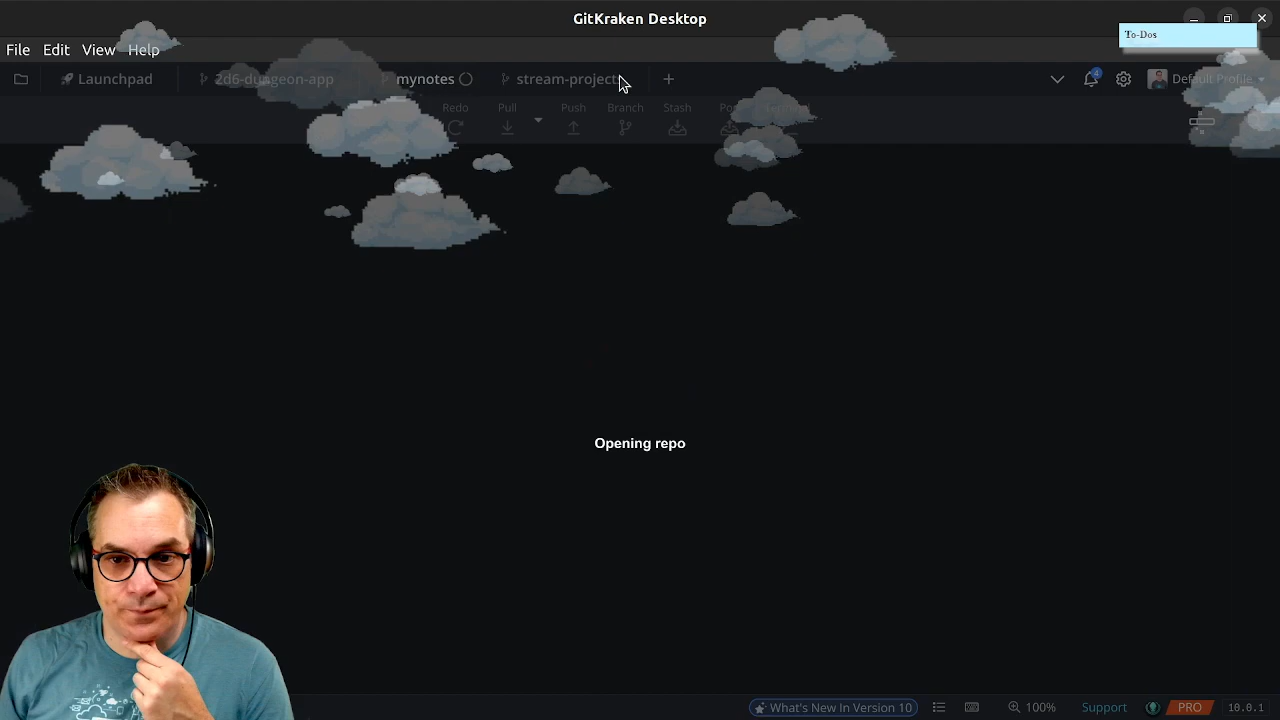 GitKraken Desktop
To-Dos
File Edit View Help
Launchpad 2d6-dungeon-app mynotes stream-project
4 Default Profile
Redo Pull Push Branch Stash
Opening repo
What's New In Version 10 100% Support PRO 10.0.1